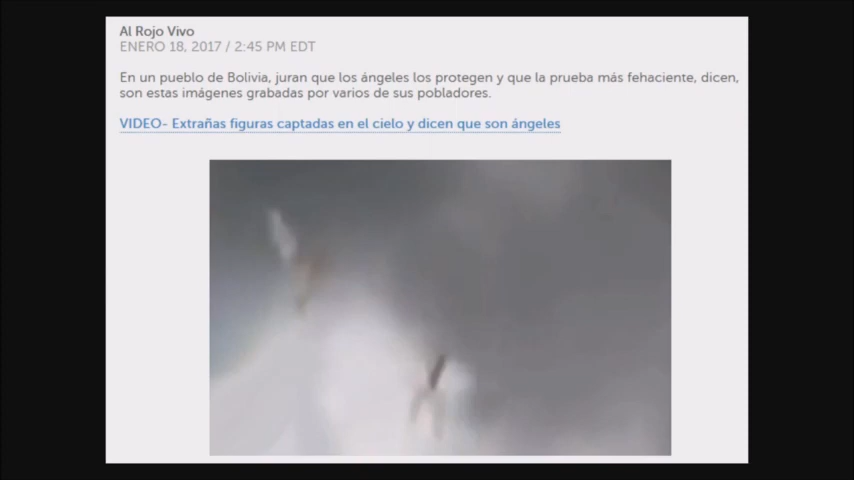 Al Rojo Vivo
ENERO 18, 2017 / 2:45 PM EDT
En un pueblo de Bolivia, juran que los ángeles los protegen y que la prueba más fehaciente, dicen,
son estas imágenes grabadas por varios de sus pobladores.
VIDEO- Extrañas figuras captadas en el cielo y dicen que son ángeles